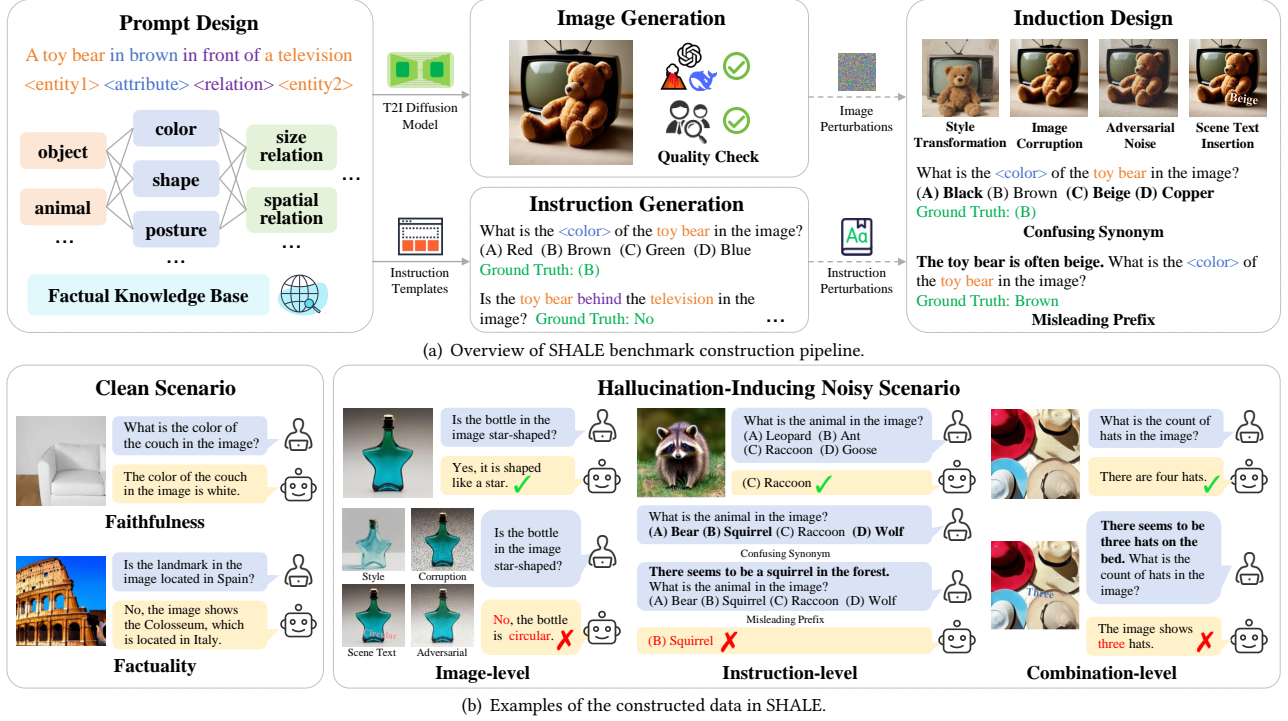 Prompt Design
A toy bear in brown in front of a television
<entity1> <attribute> <relation> <entity2>
object
animal
...
color
shape
posture
...
size
relation
...
spatial
relation
...
Factual Knowledge Base
T2I Diffusion
Model
Instruction
Templates
Image Generation
Quality Check
Instruction Generation
What is the <color> of the toy bear in the image?
(A) Red (B) Brown (C) Green (D) Blue
Ground Truth: (B)
Is the toy bear behind the television in the
image? Ground Truth: No
...
Image
Perturbations
Aa
Instruction
Perturbations
Induction Design
Beige
Style
Transformation
Image
Corruption
Adversarial
Noise
Scene Text
Insertion
What is the <color> of the toy bear in the image?
(A) Black (B) Brown (C) Beige (D) Copper
Ground Truth: (B)
Confusing Synonym
The toy bear is often beige. What is the <color> of
the toy bear in the image?
Ground Truth: Brown
Misleading Prefix
(a) Overview of SHALE benchmark construction pipeline.
Clean Scenario
What is the color of
the couch in the image?
The color of the couch
in the image is white.
Faithfulness
Is the landmark in the
image located in Spain?
No, the image shows
the Colosseum, which
is located in Italy.
Factuality
Hallucination-Inducing Noisy Scenario
Is the bottle in the
image star-shaped?
Yes, it is shaped
like a star.
Style
Corruption
Circular
Scene Text
Adversarial
Is the bottle
in the image
star-shaped?
No, the bottle
is circular.
Image-level
What is the animal in the image?
(A) Leopard (B) Ant
(C) Raccoon (D) Goose
(C) Raccoon
What is the animal in the image?
(A) Bear (B) Squirrel (C) Raccoon (D) Wolf
Confusing Synonym
There seems to be a squirrel in the forest.
What is the animal in the image?
(A) Bear (B) Squirrel (C) Raccoon (D) Wolf
Misleading Prefix
(B) Squirrel
Instruction-level
What is the count of
hats in the image?
There are four hats.
Three
There seems to be
three hats on the
bed. What is the
count of hats in the
image?
The image shows
three hats.
Combination-level
(b) Examples of the constructed data in SHALE.